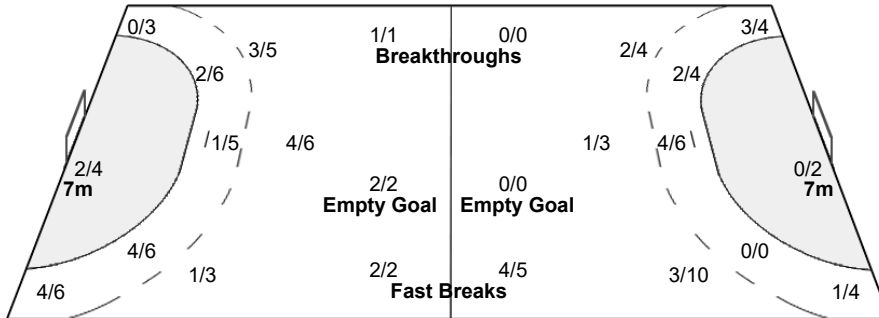 0/3 1/1 0/0 3/4
3/5 2/4
Breakthroughs
2/6 2/4
1/5 4/6 1/3 4/6
2/4 0/2
7m 2/2 0/0 7m
Empty Goal Empty Goal
4/6 0/0
1/3 2/2 4/5 3/10
4/6 Fast Breaks 1/4